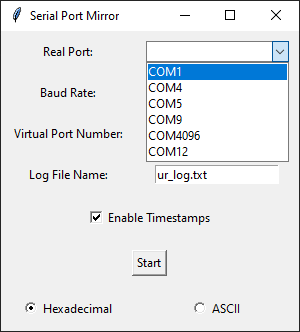 Serial Port Mirror
Real Port:
COM1
COM4
Baud Rate:
COM5
COM9
Virtual Port Number:
COM4096
COM12
Log File Name: ur_log.txt
Enable Timestamps
Start
Hexadecimal ASCII